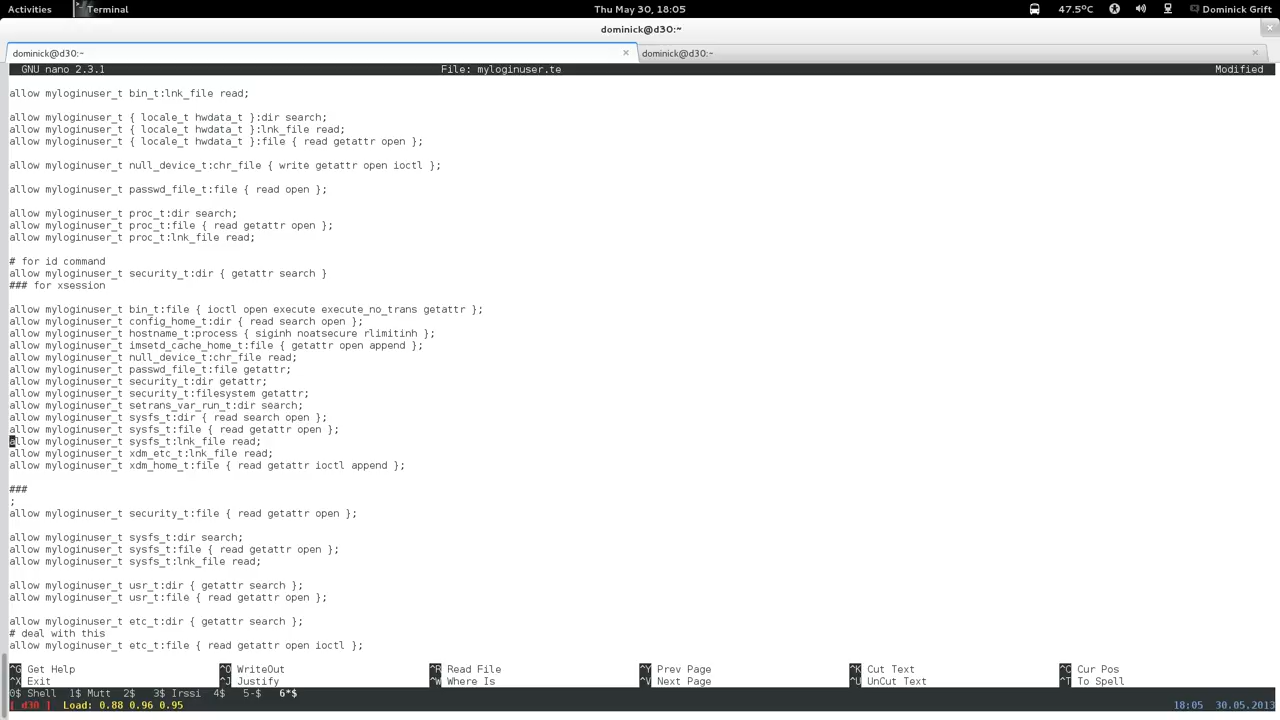 Activities Terminal Thu May 30, 18:05 47.5°C Dominick Grift
dominick@d30:~
dominick@d30:~ × dominick@d30:~ ×
GNU nano 2.3.1 File: myloginuser.te Modified
allow myloginuser_t bin_t:lnk_file read;
allow myloginuser_t { locale_t hwdata_t }:dir search;
allow myloginuser_t { locale_t hwdata_t }:lnk_file read;
allow myloginuser_t { locale_t hwdata_t }:file { read getattr open };
allow myloginuser_t null_device_t:chr_file { write getattr open ioctl };
allow myloginuser_t passwd_file_t:file { read open };
allow myloginuser_t proc_t:dir search;
allow myloginuser_t proc_t:file { read getattr open };
allow myloginuser_t proc_t:lnk_file read;
# for id command
allow myloginuser_t security_t:dir { getattr search }
### for xsession
allow myloginuser_t bin_t:file { ioctl open execute execute_no_trans getattr };
allow myloginuser_t config_home_t:dir { read search open };
allow myloginuser_t hostname_t:process { siginh noatsecure rlimitinh };
allow myloginuser_t imsetd_cache_home_t:file { getattr open append };
allow myloginuser_t null_device_t:chr_file read;
allow myloginuser_t passwd_file_t:file getattr;
allow myloginuser_t security_t:dir getattr;
allow myloginuser_t security_t:filesystem getattr;
allow myloginuser_t setrans_var_run_t:dir search;
allow myloginuser_t sysfs_t:dir { read search open };
allow myloginuser_t sysfs_t:file { read getattr open };
allow myloginuser_t sysfs_t:lnk_file read;
allow myloginuser_t xdm_etc_t:lnk_file read;
allow myloginuser_t xdm_home_t:file { read getattr ioctl append };
###
;
allow myloginuser_t security_t:file { read getattr open };
allow myloginuser_t sysfs_t:dir search;
allow myloginuser_t sysfs_t:file { read getattr open };
allow myloginuser_t sysfs_t:lnk_file read;
allow myloginuser_t usr_t:dir { getattr search };
allow myloginuser_t usr_t:file { read getattr open };
allow myloginuser_t etc_t:dir { getattr search };
# deal with this
allow myloginuser_t etc_t:file { read getattr open ioctl };
^G Get Help ^O WriteOut ^R Read File ^Y Prev Page ^K Cut Text ^C Cur Pos
^X Exit ^J Justify ^W Where Is ^V Next Page ^U UnCut Text ^T To Spell
0$ Shell 1$ Mutt 2$ 3$ Irssi 4$ 5-$ 6*$
[ d30 ] Load: 0.88 0.96 0.95 18:05 30.05.2013